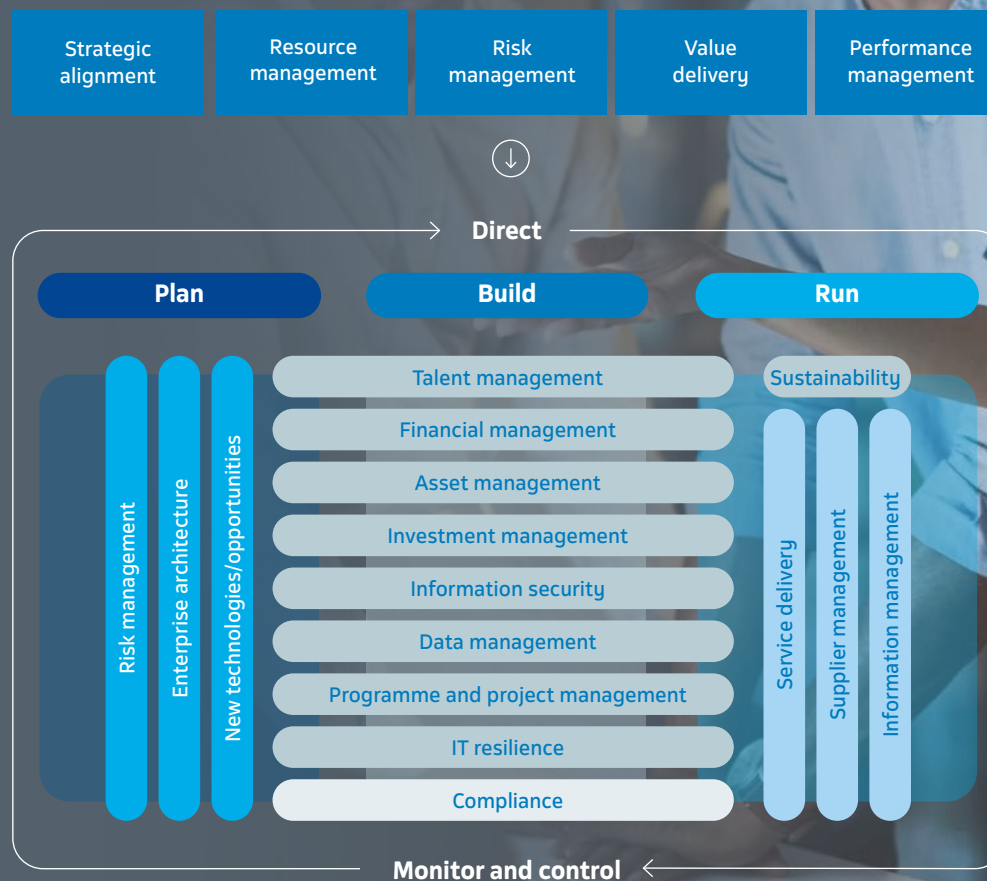 Strategic
alignment
Resource
management
Risk
management
Value
delivery
Performance
management
Direct
Plan
Build
Run
Risk management
Enterprise architecture
New technologies/opportunities
Talent management
Financial management
Asset management
Investment management
Information security
Data management
Programme and project management
IT resilience
Compliance
Sustainability
Service delivery
Supplier management
Information management
Monitor and control